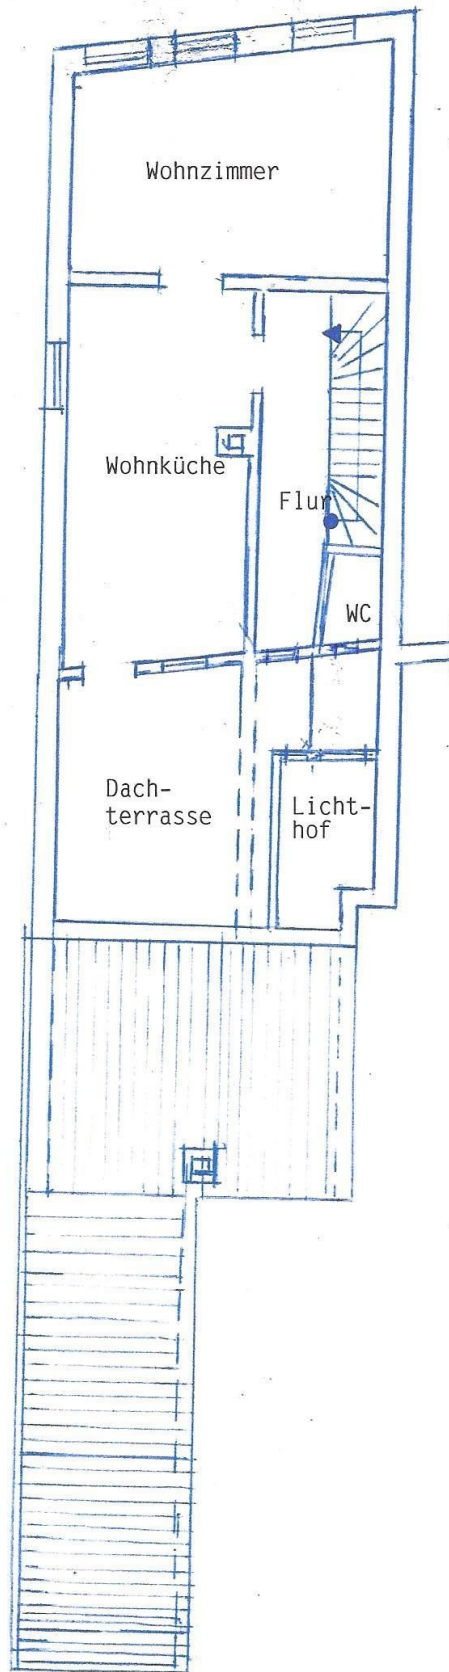 Wohnzimmer
Wohnküche
Flur
WC
Dach-
terrasse
Licht-
hof